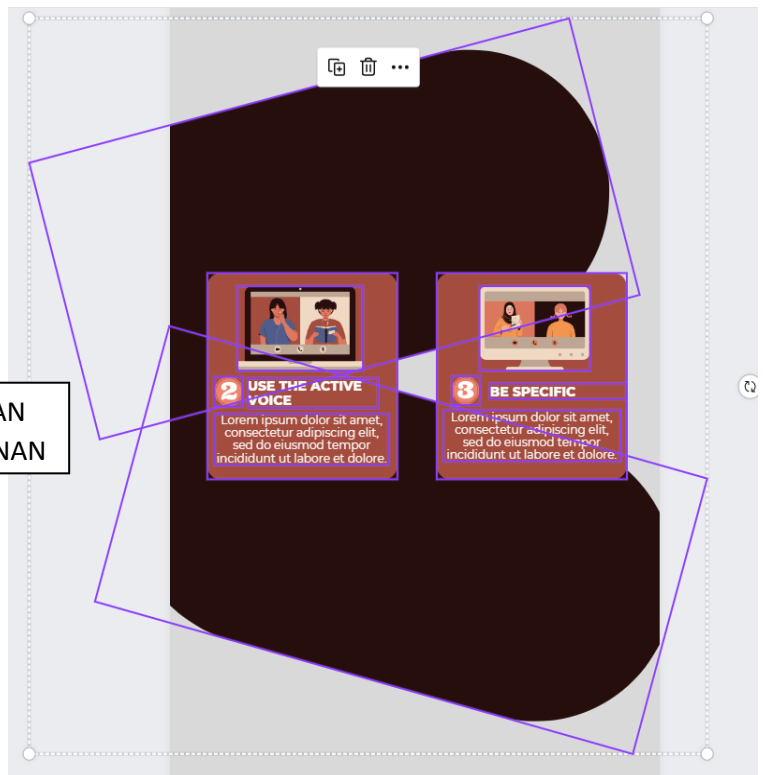 2
USE THE ACTIVE
VOICE
Lorem ipsum dolor sit amet,
consectetur adipiscing elit,
sed do eiusmod tempor
incididunt ut labore et dolore.
3
BE SPECIFIC
Lorem ipsum dolor sit amet,
consectetur adipiscing elit,
sed do eiusmod tempor
incididunt ut labore et dolore.
AN
NAN